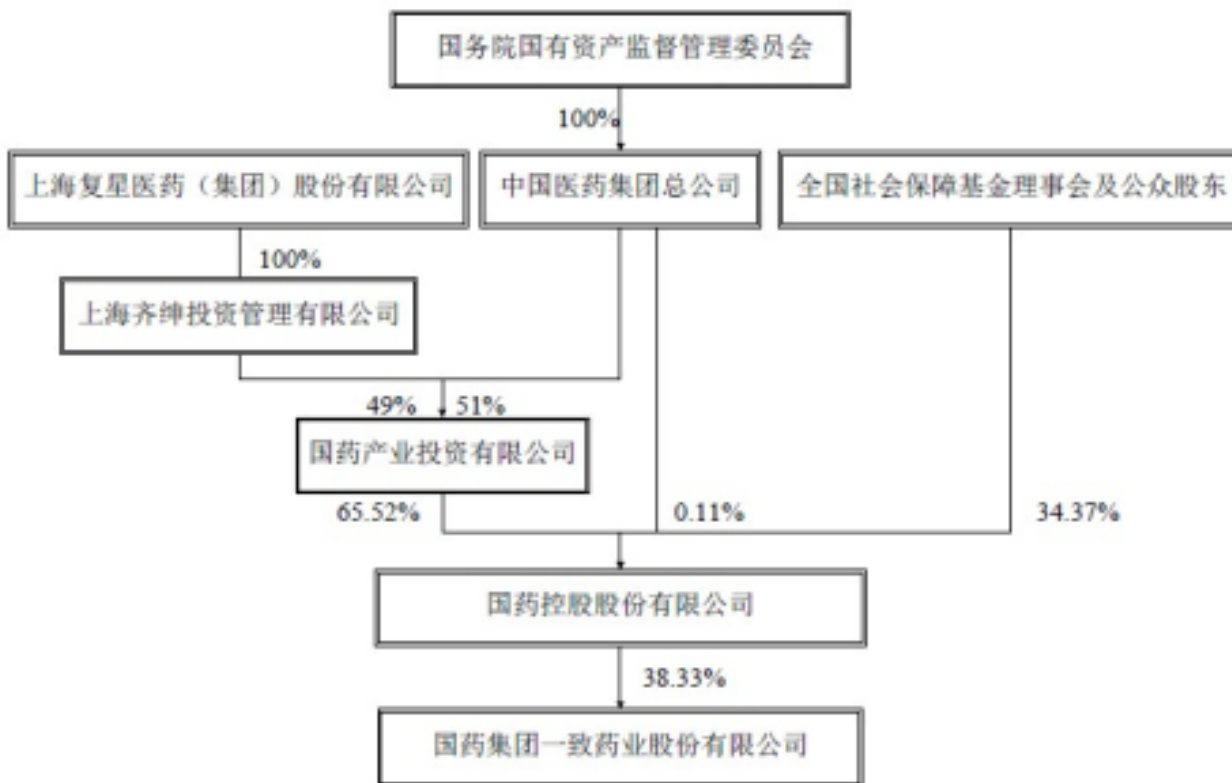 国务院国有资产监督管理委员会
100%
上海复星医药（集团）股份有限公司
中国医药集团总公司
全国社会保障基金理事会及公众股东
100%
上海齐绅投资管理有限公司
49%
51%
国药产业投资有限公司
65.52%
0.11%
34.37%
国药控股股份有限公司
38.33%
国药集团一致药业股份有限公司